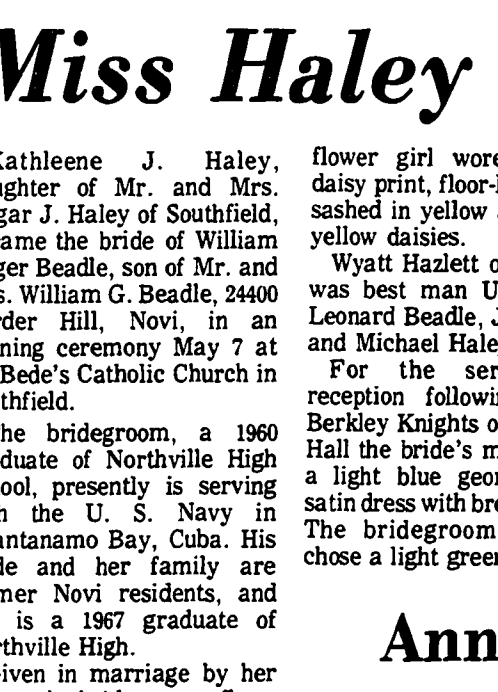 Miss Haley
Kathleene J. Haley,
ughter of Mr. and Mrs.
gar J. Haley of Southfield,
ame the bride of William
ger Beadle, son of Mr. and
s. William G. Beadle, 24400
rder Hill, Novi, in an
ning ceremony May 7 at
Bede's Catholic Church in
thfield.
he bridegroom, a 1960
duate of Northville High
ool, presently is serving
h the U. S. Navy in
antanamo Bay, Cuba. His
de and her family are
mer Novi residents, and
is a 1967 graduate of
rthville High.
iven in marriage by her
flower girl wore
daisy print, floor-l
sashed in yellow
yellow daisies.
Wyatt Hazlett o
was best man U
Leonard Beadle, J
and Michael Hale
For the ser
reception followi
Berkley Knights o
Hall the bride's m
a light blue geor
satin dress with bro
The bridegroom
chose a light green
Ann